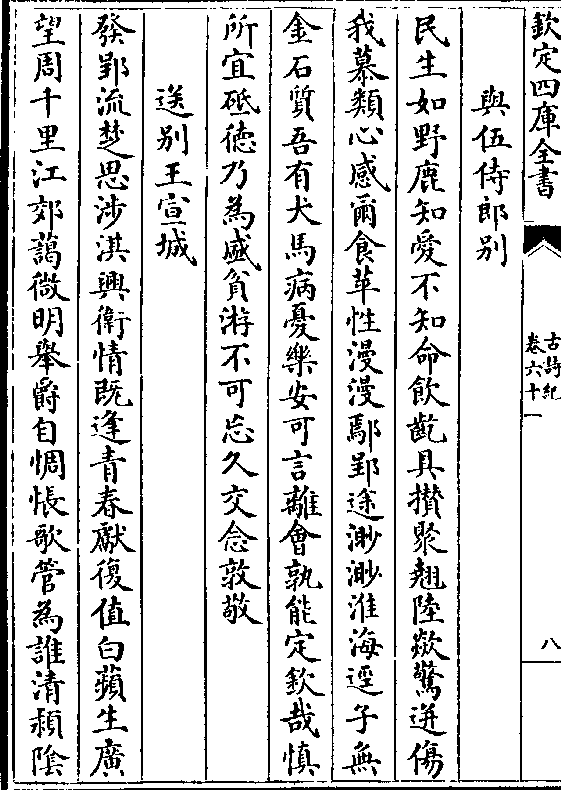 欽定四庫全書
古詩紀
卷六十一
八
與伍侍郎别
民生如野鹿知愛不知命飲齕具攢聚翹陸欻驚迸傷
我慕類心感爾食苹性漫漫鄢郢途渺渺淮海逕子無
金石質吾有犬馬病憂樂安可言離會孰能定欽哉慎
所宜砥德乃為盛貧游不可忘久交念敦敬
送别王宣城
發郢流楚思涉淇興衛情既逢青春獻復值白蘋生廣
望周千里江郊藹微明舉爵自惆悵歌管為誰清潁陰